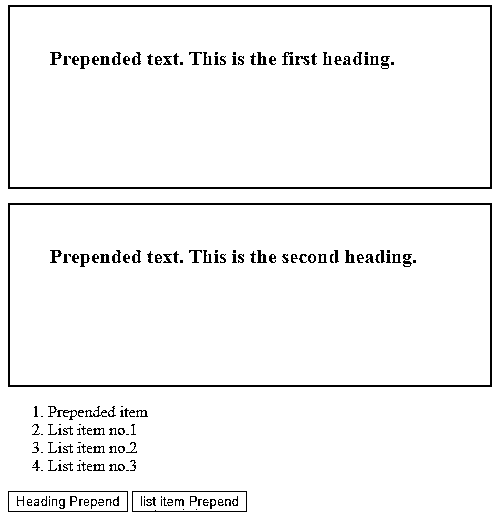 Prepended text. This is the first heading.
Prepended text. This is the second heading.
1. Prepended item
2. List item no.1
3. List item no.2
4. List item no.3
Heading Prepend list item Prepend